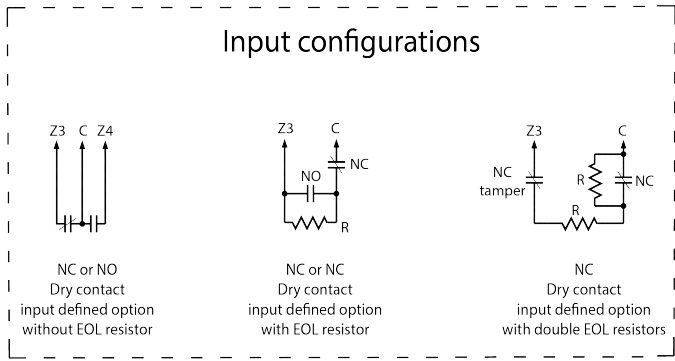 Input configurations
Z3 C Z4
NC or NO
Dry contact
input defined option
without EOL resistor
Z3 C
NC
NO
R
NC or NC
Dry contact
input defined option
with EOL resistor
Z3 C
NC
tamper
R
NC
R
NC
Dry contact
input defined option
with double EOL resistors